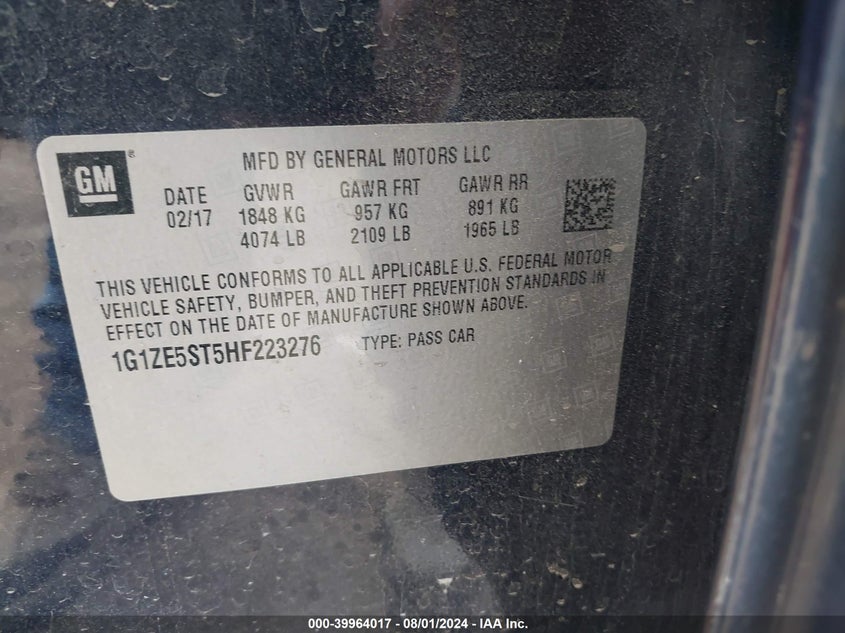 GM®
MFD BY GENERAL MOTORS LLC
DATE GVWR GAWR FRT GAWR RR
02/17 1848 KG 957 KG 891 KG
4074 LB 2109 LB 1965 LB
THIS VEHICLE CONFORMS TO ALL APPLICABLE U.S. FEDERAL MOTOR
VEHICLE SAFETY, BUMPER, AND THEFT PREVENTION STANDARDS IN
EFFECT ON THE DATE OF MANUFACTURE SHOWN ABOVE.
1G1ZE5ST5HF223276 TYPE: PASS CAR
000-39964017 - 08/01/2024 - IAA Inc.